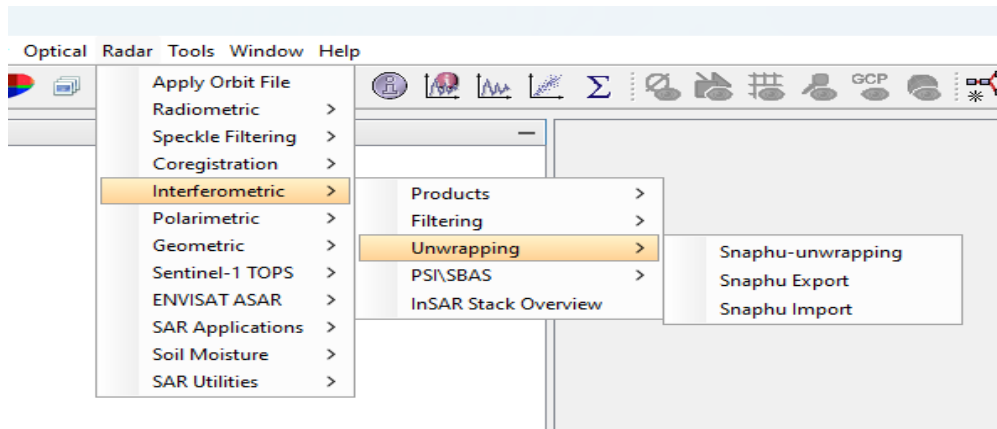 Optical Radar Tools Window Help
GCP
Apply Orbit File
Radiometric >
Speckle Filtering >
Coregistration >
Interferometric >
Polarimetric >
Geometric >
Sentinel-1 TOPS >
ENVISAT ASAR >
SAR Applications >
Soil Moisture >
SAR Utilities >
Products >
Filtering >
Unwrapping >
PSI\SBAS >
InSAR Stack Overview
Snaphu-unwrapping
Snaphu Export
Snaphu Import